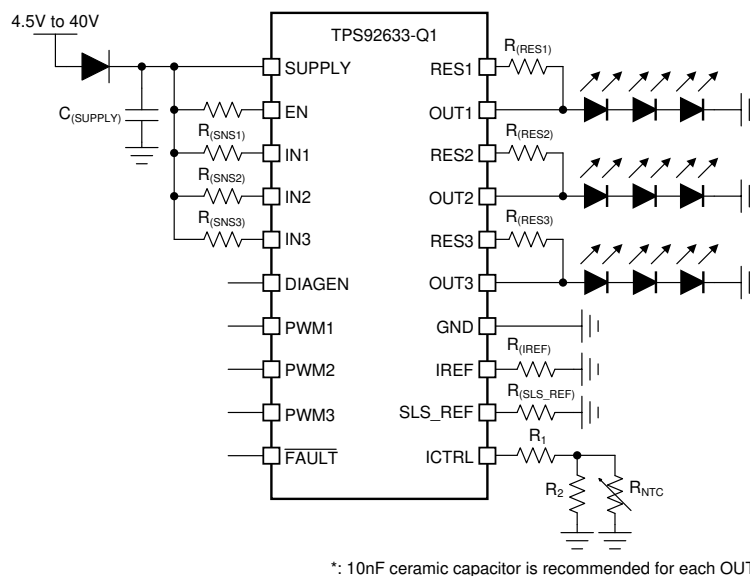 4.5V to 40V
TPS92633-Q1
SUPPLY
C(SUPPLY)
EN
R(SNS1)
IN1
R(SNS2)
IN2
R(SNS3)
IN3
DIAGEN
PWM1
PWM2
PWM3
FAULT
RES1
R(RES1)
OUT1
RES2
R(RES2)
OUT2
RES3
R(RES3)
OUT3
GND
IREF
R(IREF)
SLS_REF
R(SLS_REF)
ICTRL
R1
R2
RNTC
*: 10nF ceramic capacitor is recommended for each OUT